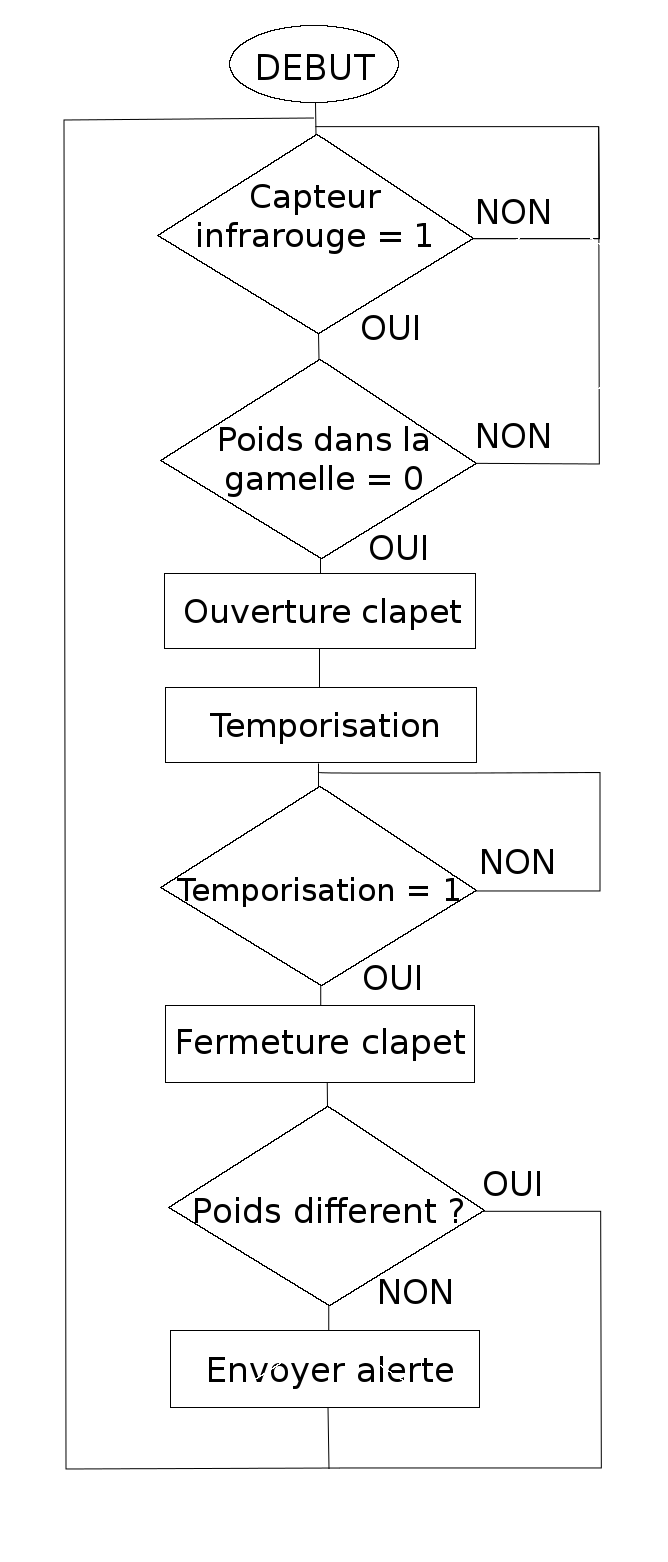 DEBUT
Capteur
infrarouge = 1
NON
OUI
Poids dans la
gamelle = 0
NON
OUI
Ouverture clapet
Temporisation
Temporisation = 1
NON
OUI
Fermeture clapet
Poids different ?
OUI
NON
Envoyer alerte